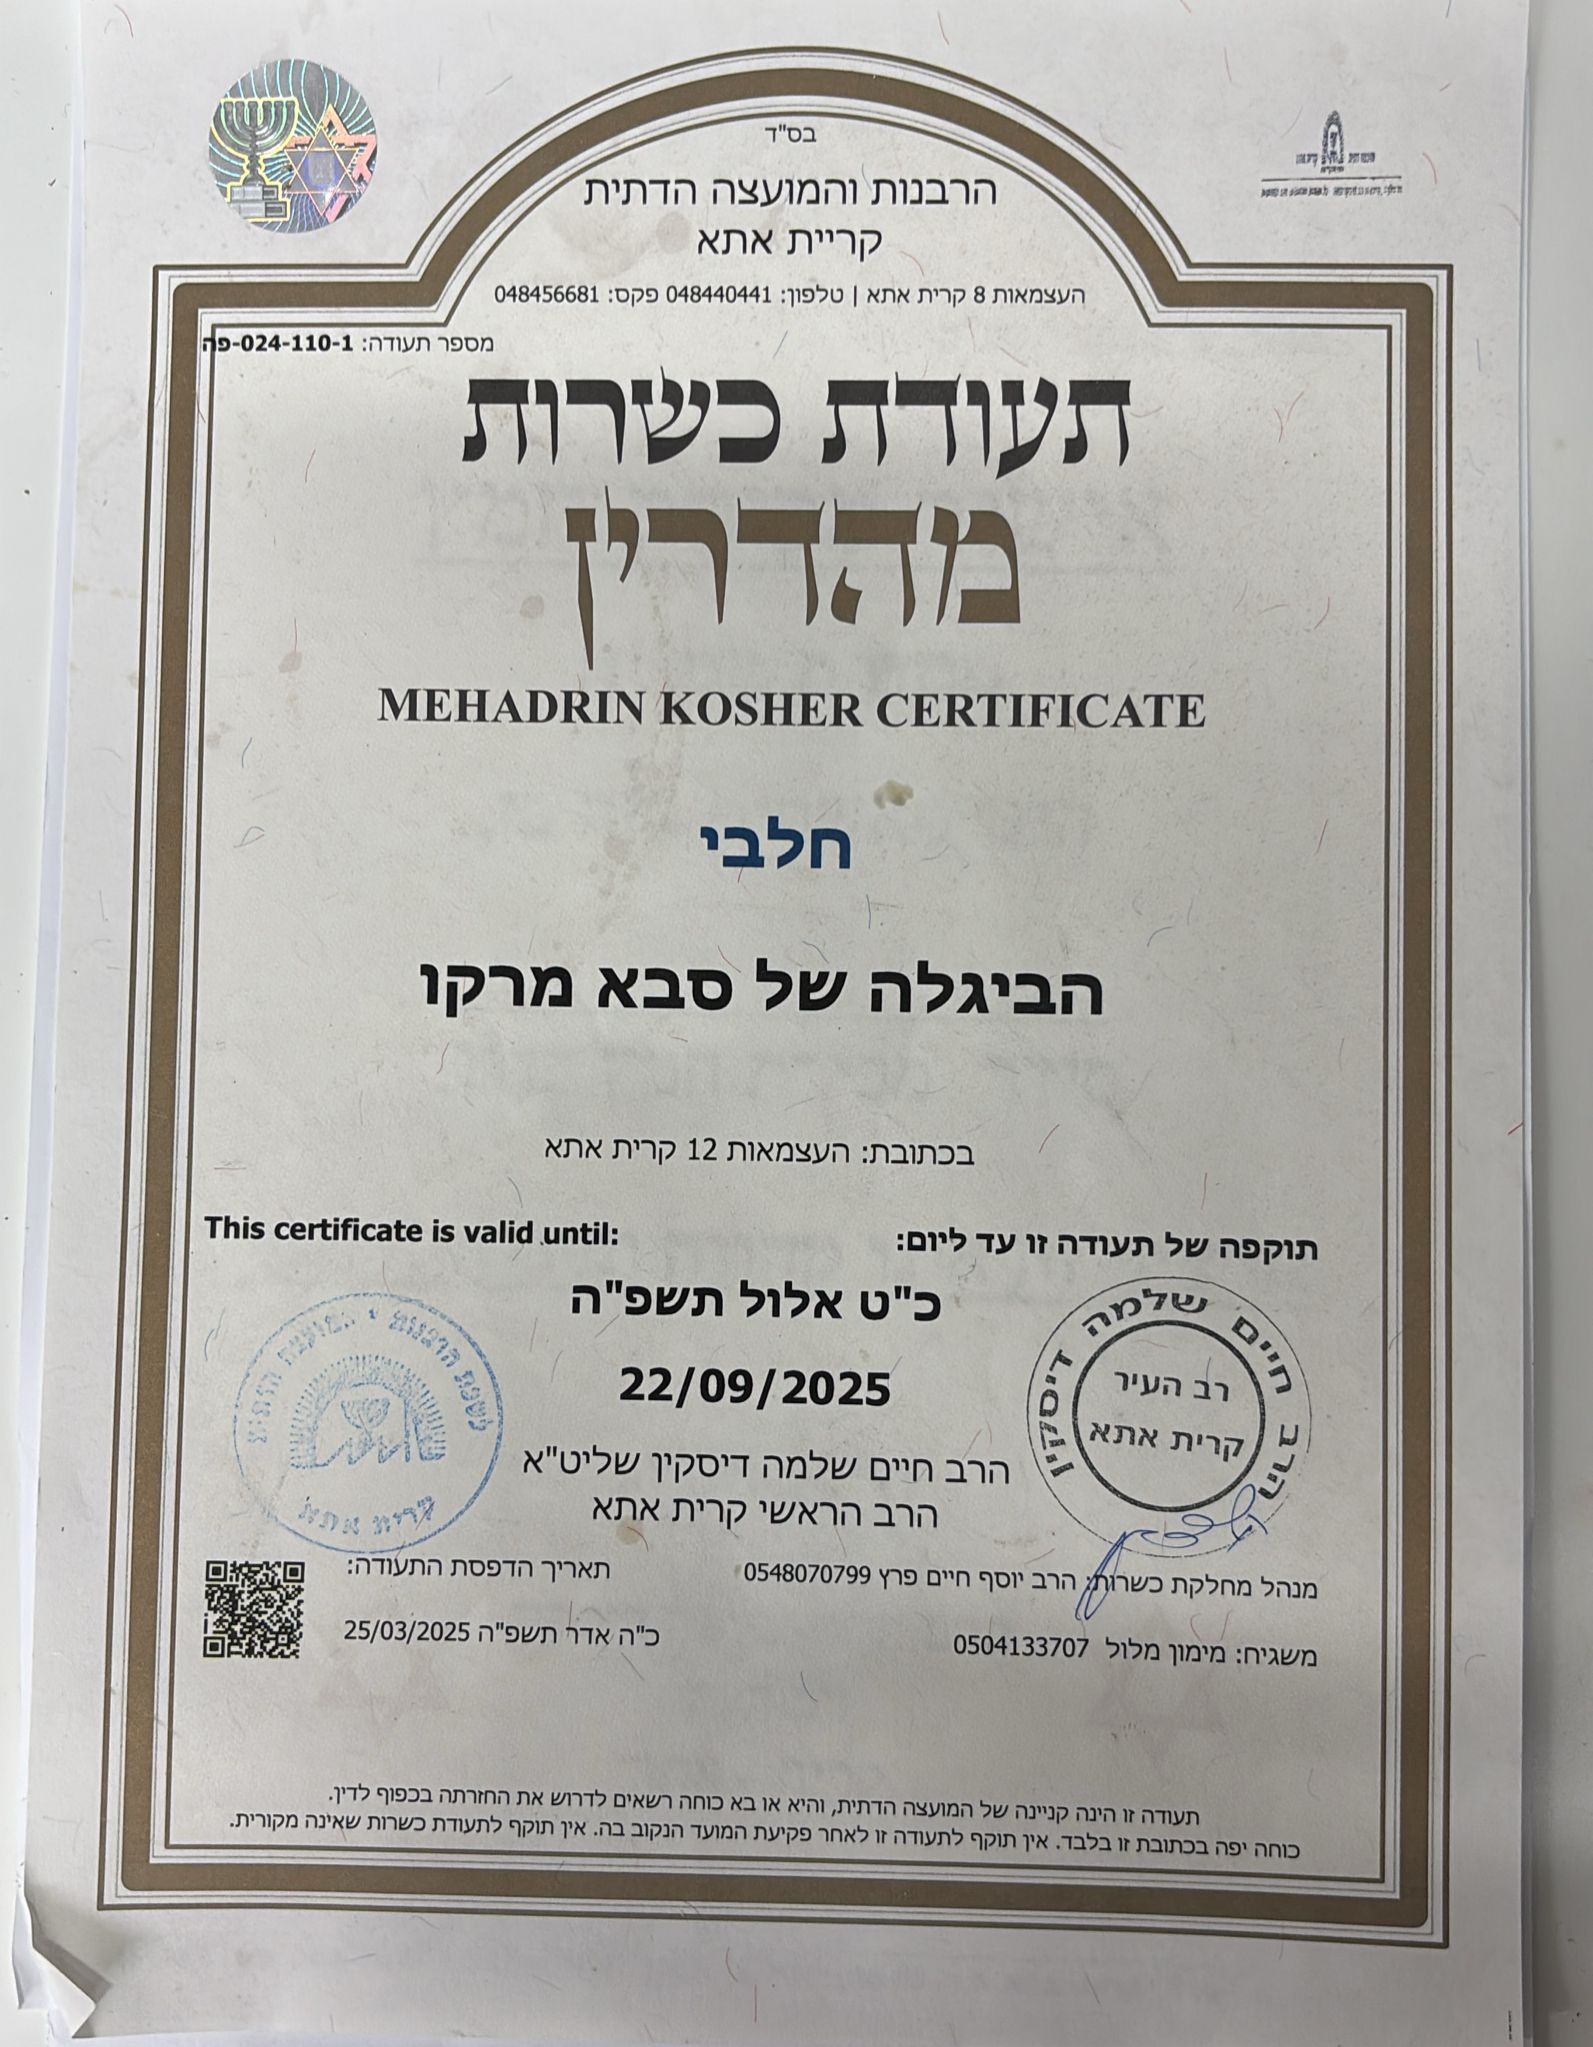 בס"ד
הרבנות והמועצה הדתית
קריית אתא
העצמאות 8 קרית אתא | טלפון: 048440441 פקס: 048456681
מספר תעודה: 024-110-1-פה
תעודת כשרות
מהדרין
MEHADRIN KOSHER CERTIFICATE
חלבי
הביגלה של סבא מרקו
בכתובת: העצמאות 12 קרית אתא
תוקפה של תעודה זו עד ליום:
This certificate is valid until:
כ"ט אלול תשפ"ה
22/09/2025
הרב חיים שלמה דיסקין שליט"א
הרב הראשי קרית אתא
הרב חיים שלמה דיסקין
רב העיר
קרית אתא
לשכת הרבנות • המועצה הדתית
קרית אתא
מנהל מחלקת כשרות: הרב יוסף חיים פרץ 0548070799
תאריך הדפסת התעודה:
משגיח: מימון מלול 0504133707
כ"ה אדר תשפ"ה 25/03/2025
תעודה זו הינה קניינה של המועצה הדתית, והיא או בא כוחה רשאים לדרוש את החזרתה בכפוף לדין.
כוחה יפה בכתובת זו בלבד. אין תוקף לתעודה זו לאחר פקיעת המועד הנקוב בה. אין תוקף לתעודת כשרות שאינה מקורית.